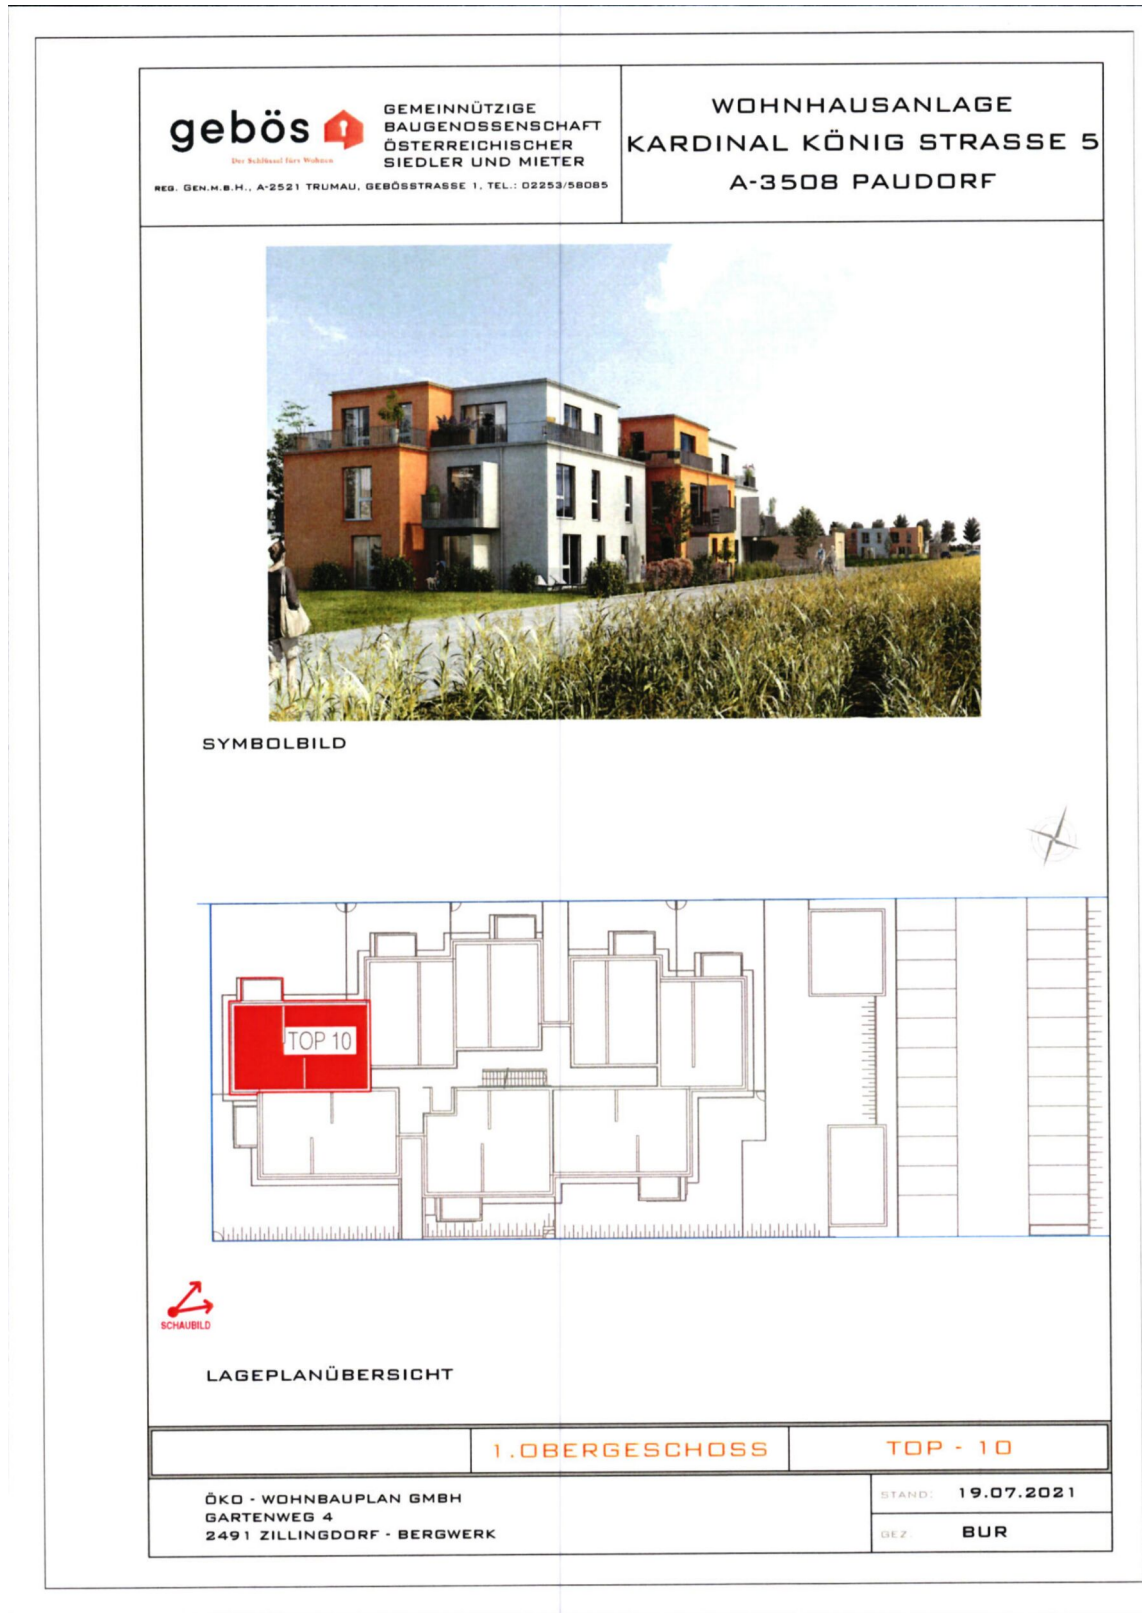 gebös
Der Schlüssel fürs Wohnen
GEMEINNÜTZIGE
BAUGENOSSENSCHAFT
ÖSTERREICHISCHER
SIEDLER UND MIETER
REG. GEN.M.B.H., A-2521 TRUMAU, GEBÖSSTRASSE 1, TEL.: 02253/58085
WOHNHAUSANLAGE
KARDINAL KÖNIG STRASSE 5
A-3508 PAUDORF
SYMBOLBILD
TOP 10
SCHAUBILD
LAGEPLANÜBERSICHT
1.OBERGESCHOSS
TOP - 10
ÖKO - WOHNBAUPLAN GMBH
GARTENWEG 4
2491 ZILLINGDORF - BERGWERK
STAND: 19.07.2021
GEZ BUR